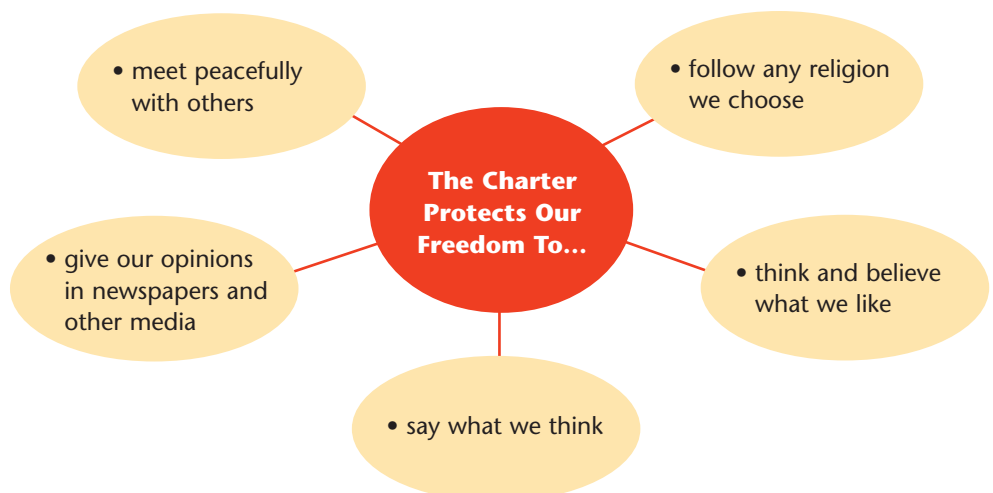 • meet peacefully
with others
• follow any religion
we choose
The Charter
Protects Our
Freedom To...
• give our opinions
in newspapers and
other media
• think and believe
what we like
• say what we think